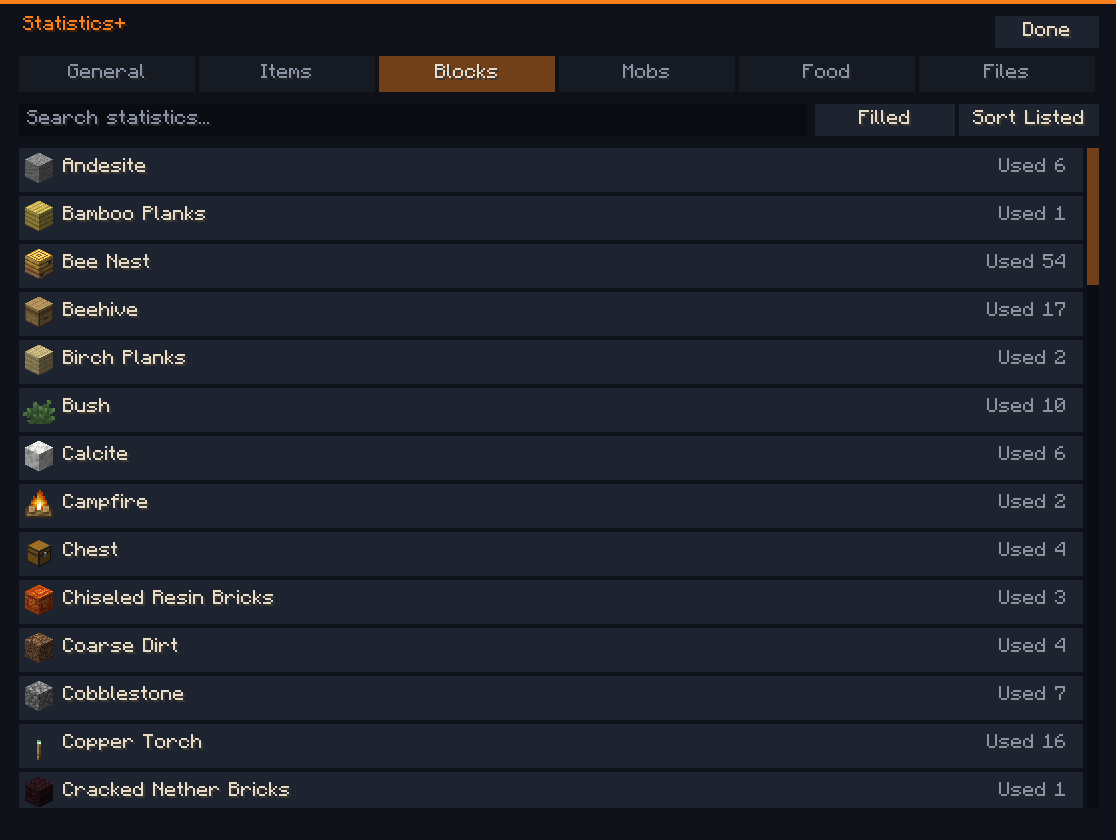 Statistics+
Done
General Items Blocks Mobs Food Files
Search statistics... Filled Sort Listed
Andesite Used 6
Bamboo Planks Used 1
Bee Nest Used 54
Beehive Used 17
Birch Planks Used 2
Bush Used 10
Calcite Used 6
Campfire Used 2
Chest Used 4
Chiseled Resin Bricks Used 3
Coarse Dirt Used 4
Cobblestone Used 7
Copper Torch Used 16
Cracked Nether Bricks Used 1